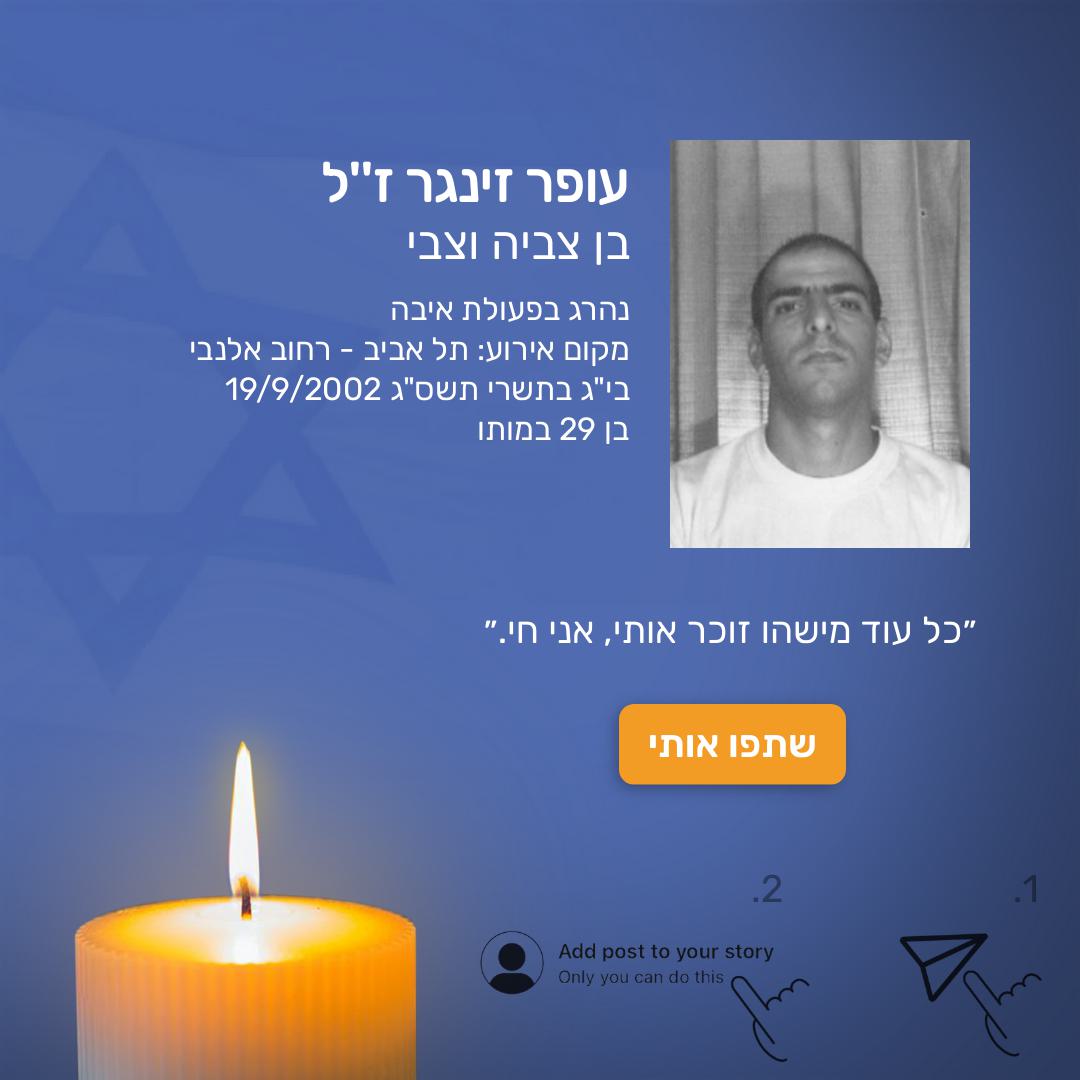 עופר זינגר ז"ל
בן צביה וצבי
נהרג בפעולת איבה
מקום אירוע: תל אביב - רחוב אלנבי
בי"ג בתשרי תשס"ג 19/9/2002
בן 29 במותו
״כל עוד מישהו זוכר אותי, אני חי.״
שתפו אותי
1.
2.
Add post to your story
Only you can do this